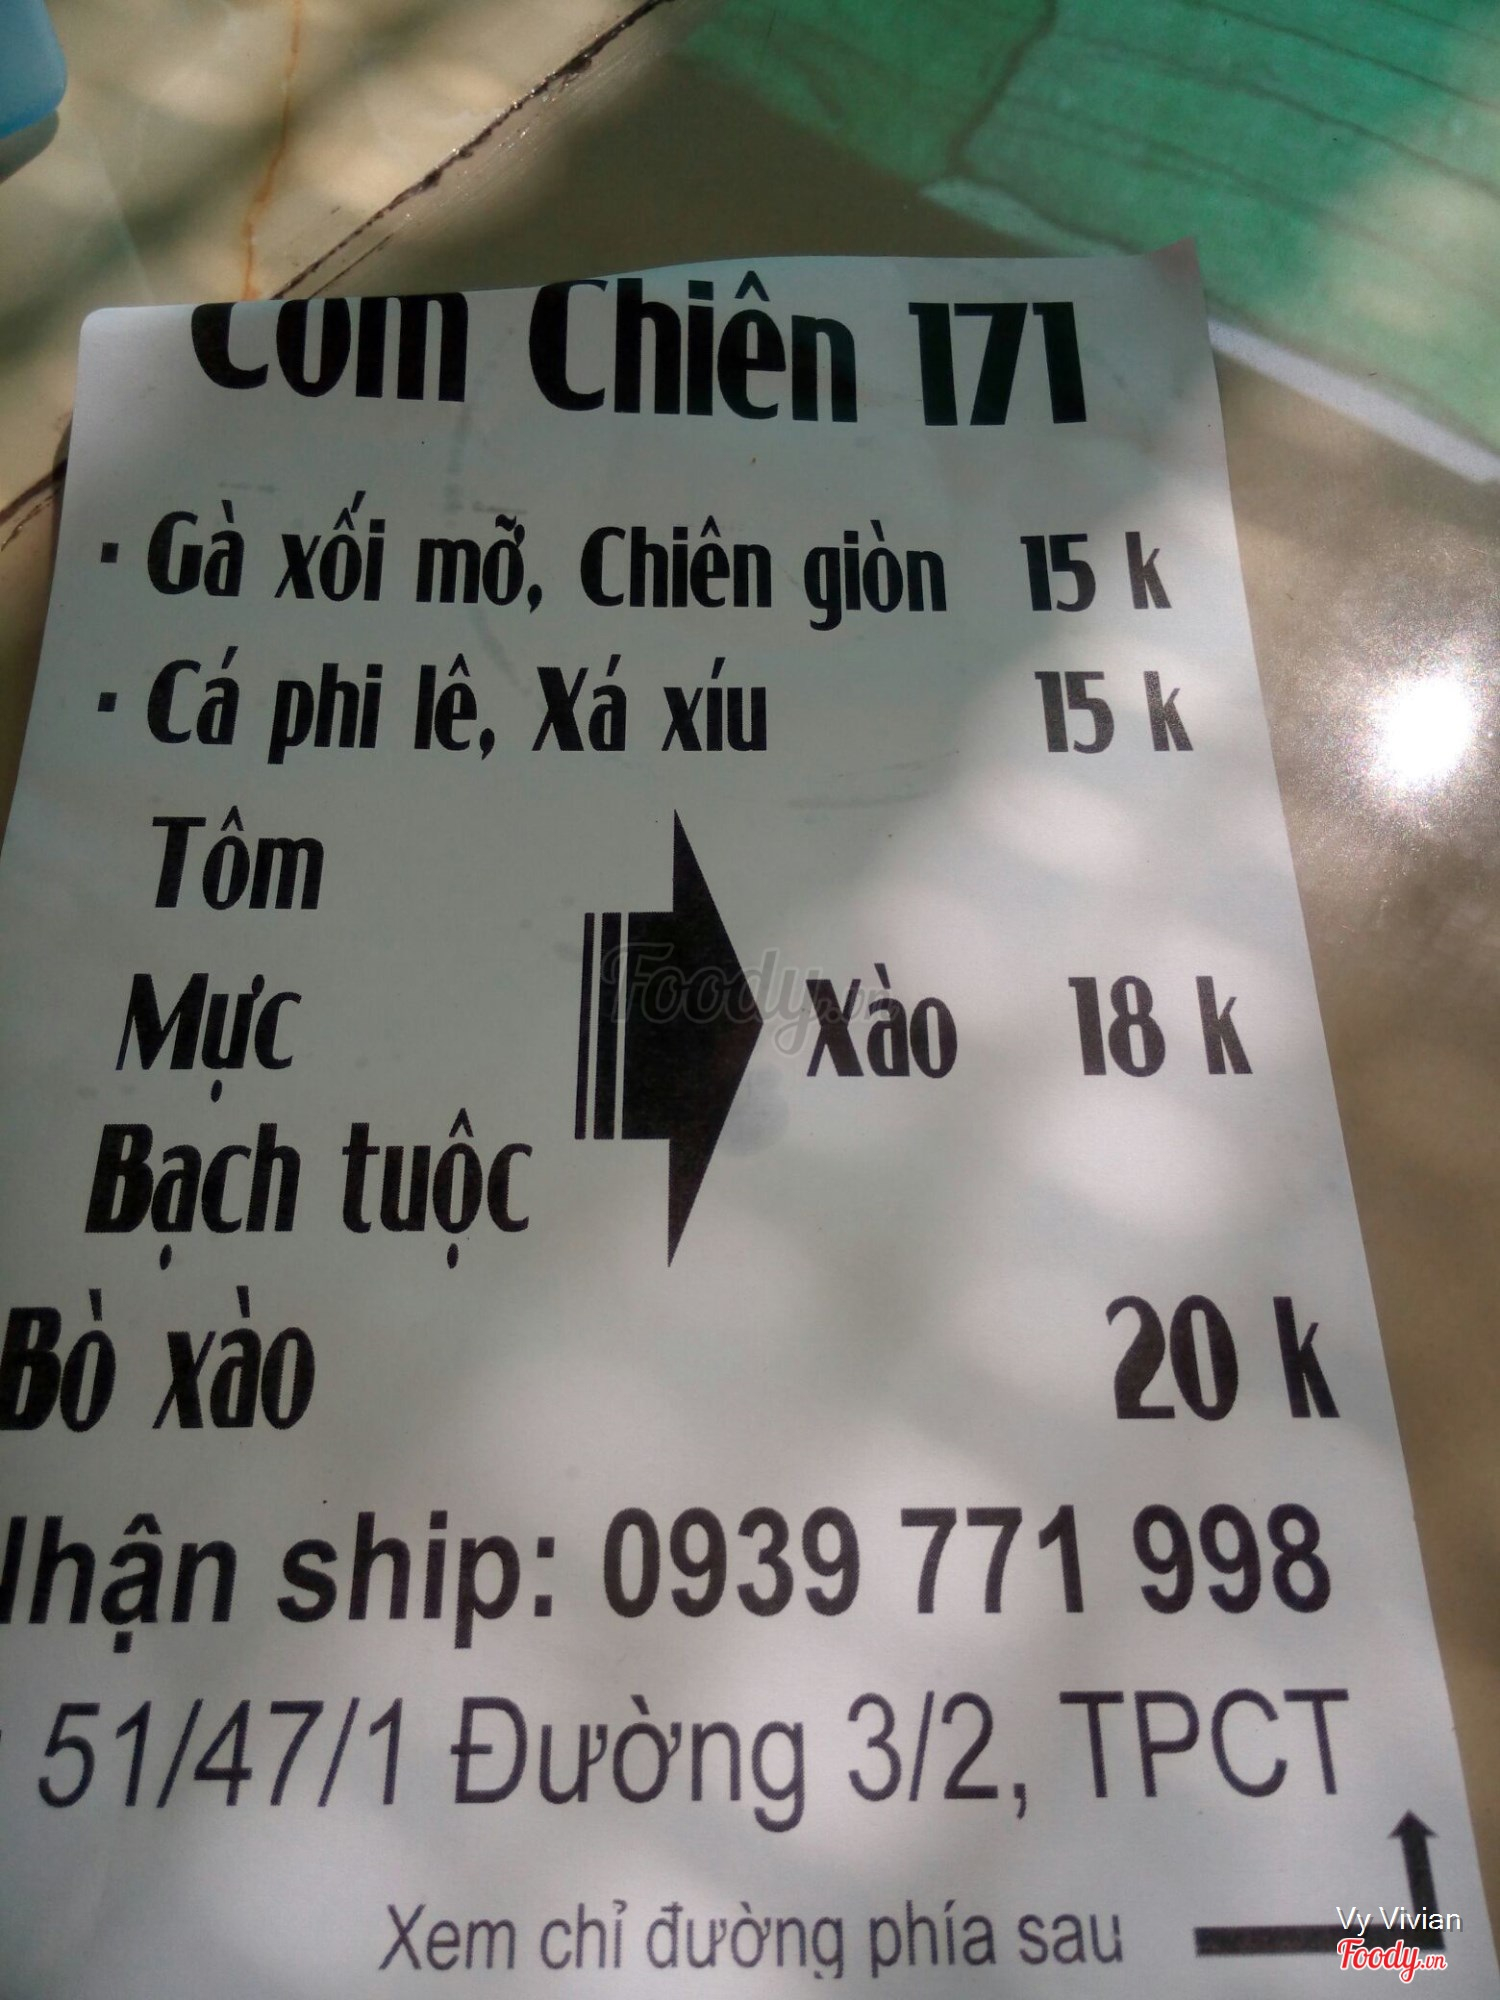 Cơm Chiên 171
· Gà xối mỡ, Chiên giòn 15 k
· Cá phi lê, Xá xíu 15 k
Tôm
Mực
Xào 18 k
Bạch tuộc
Bò xào 20 k
Nhận ship: 0939 771 998
51/47/1 Đường 3/2, TPCT
Xem chỉ đường phía sau
Foody.vn
Vy Vivian
Foody.vn